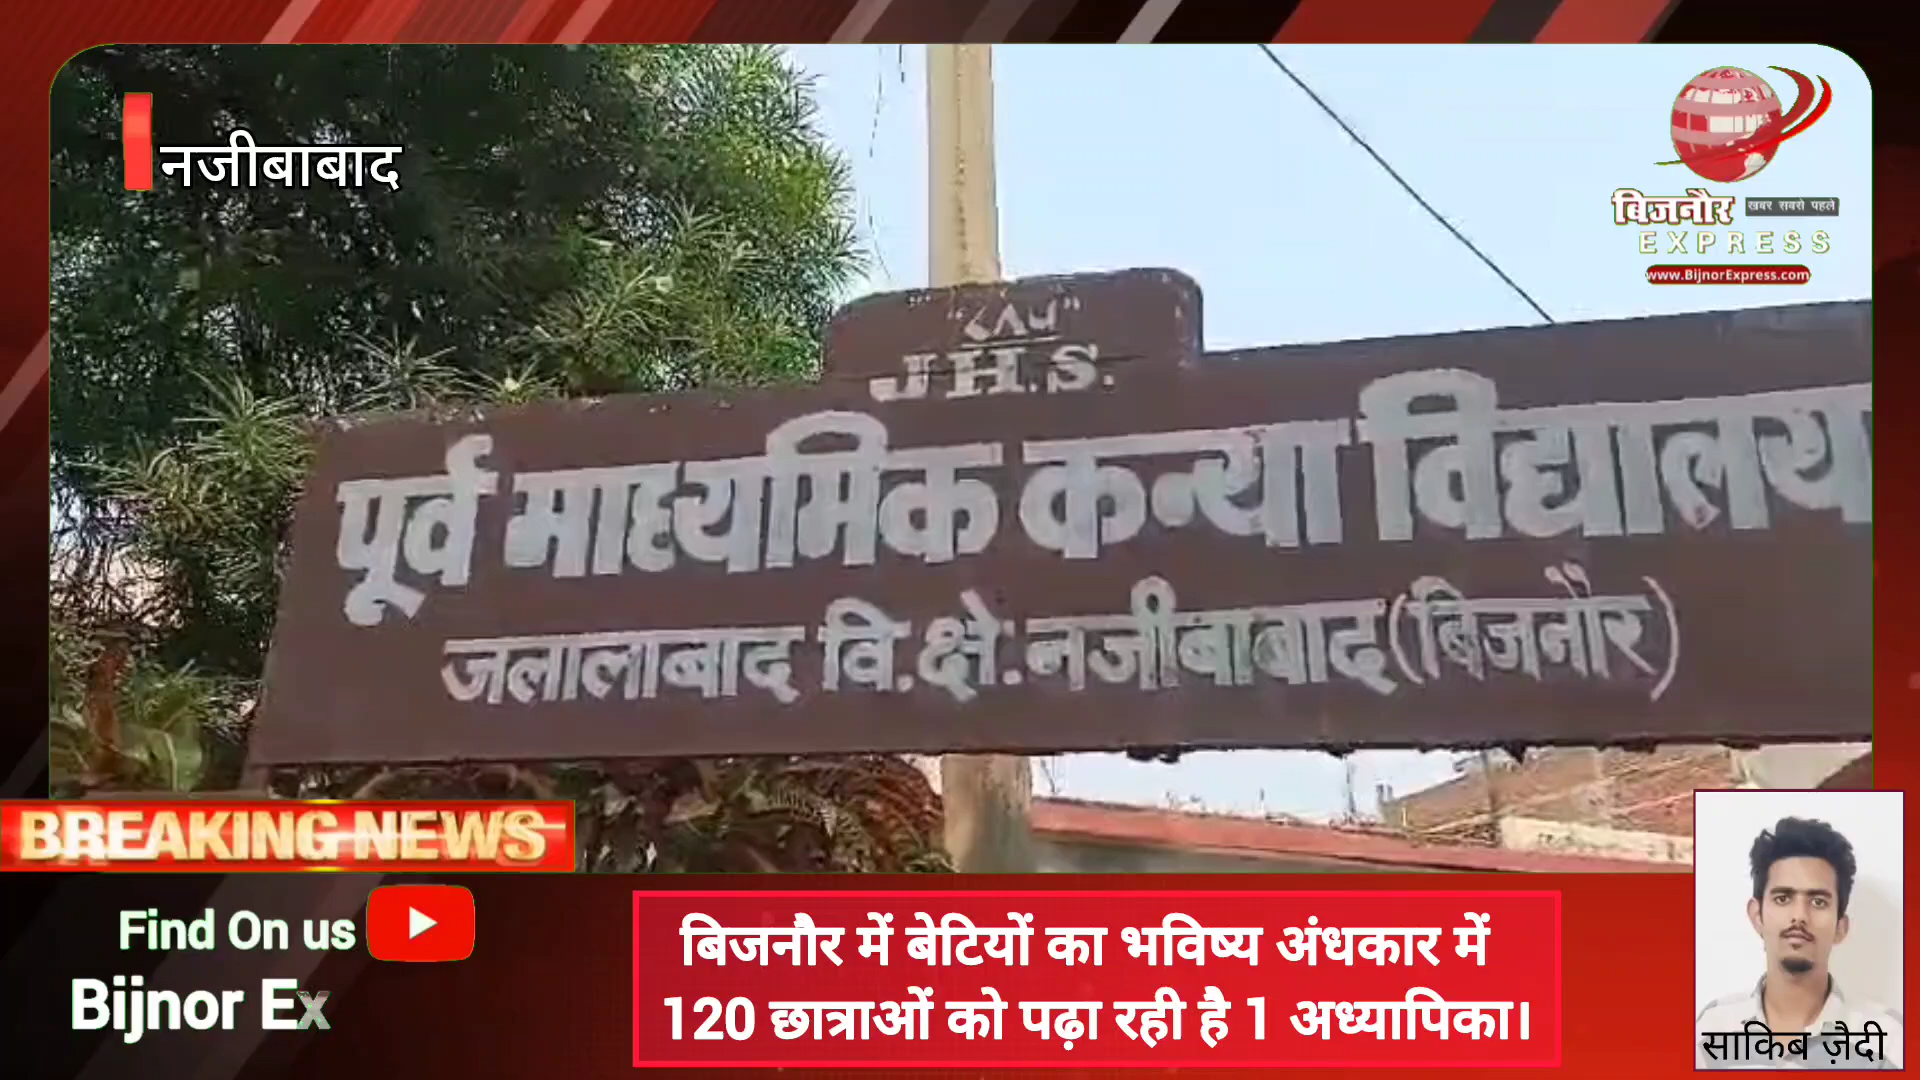 नजीबाबाद
बिजनौर खबर सबसे पहले
EXPRESS
www.BijnorExpress.com
J.H.S.
पूर्व माध्यमिक कन्या विद्यालय
जलालाबाद वि.क्षे.नजीबाबाद(बिजनौर)
BREAKING NEWS
Find On us
Bijnor Ex
बिजनौर में बेटियों का भविष्य अंधकार में
120 छात्राओं को पढ़ा रही है 1 अध्यापिका।
साकिब ज़ैदी